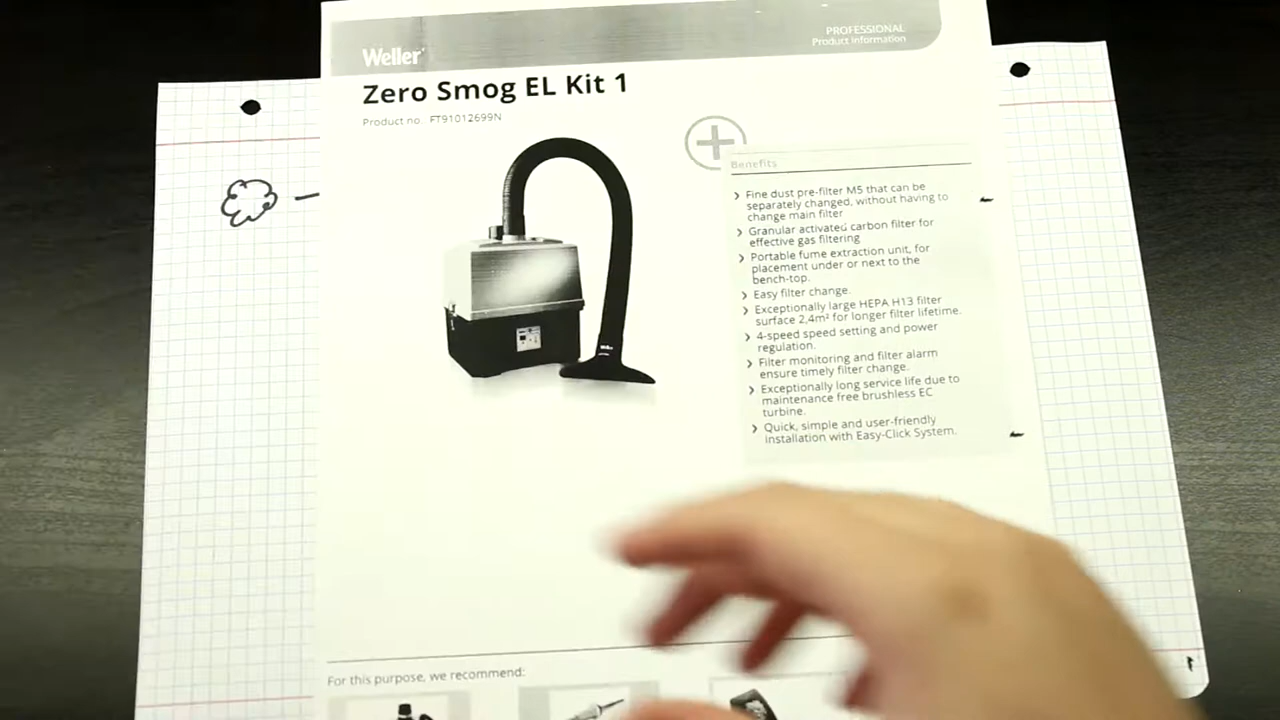 Weller
PROFESSIONAL
Product Information
Zero Smog EL Kit 1
Product no. FT91012699N
Benefits
Fine dust pre-filter M5 that can be
separately changed, without having to
change main filter
Granular activated carbon filter for
effective gas filtering
Portable fume extraction unit, for
placement under or next to the
bench-top.
Easy filter change.
Exceptionally large HEPA H13 filter
surface 2,4m² for longer filter lifetime.
4-speed speed setting and power
regulation.
Filter monitoring and filter alarm
ensure timely filter change.
Exceptionally long service life due to
maintenance free brushless EC
turbine.
Quick, simple and user-friendly
installation with Easy-Click System.
For this purpose, we recommend: